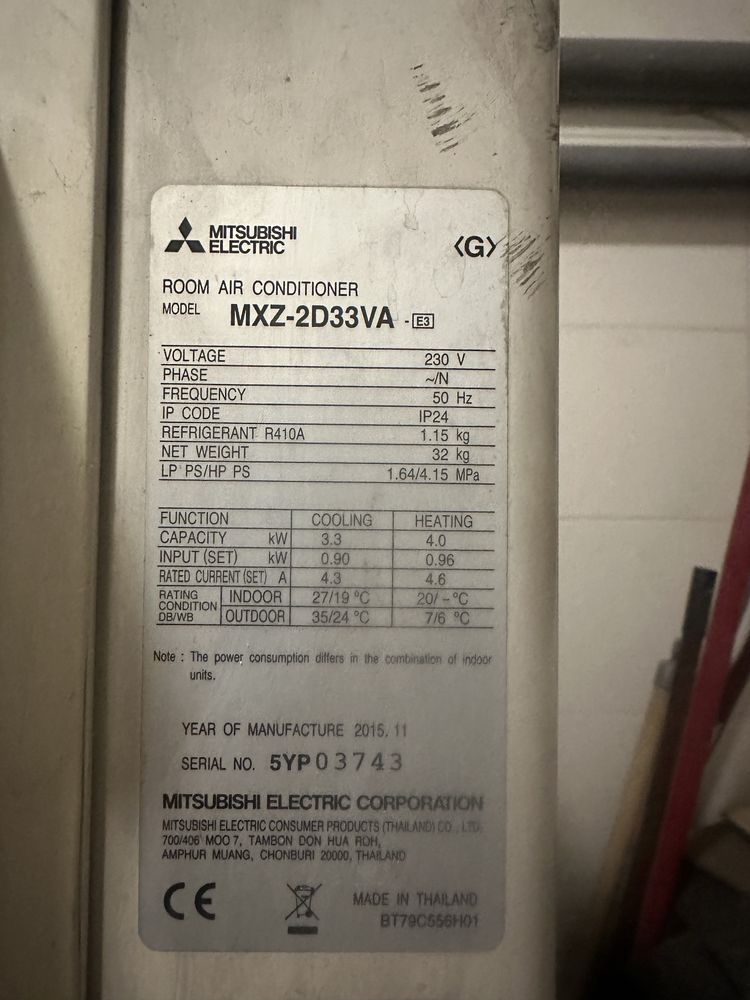 MITSUBISHI
ELECTRIC
<G>
ROOM AIR CONDITIONER
MODEL MXZ-2D33VA - E3
VOLTAGE 230 V
PHASE ~/N
FREQUENCY 50 Hz
IP CODE IP24
REFRIGERANT R410A 1.15 kg
NET WEIGHT 32 kg
LP PS/HP PS 1.64/4.15 MPa
FUNCTION COOLING HEATING
CAPACITY kW 3.3 4.0
INPUT (SET) kW 0.90 0.96
RATED CURRENT (SET) A 4.3 4.6
RATING CONDITION DB/WB INDOOR 27/19 °C 20/-°C
OUTDOOR 35/24 °C 7/6 °C
Note : The power consumption differs in the combination of indoor
units.
YEAR OF MANUFACTURE 2015. 11
SERIAL NO. 5YP03743
MITSUBISHI ELECTRIC CORPORATION
MITSUBISHI ELECTRIC CONSUMER PRODUCTS (THAILAND) CO., LTD.
700/406 MOO 7, TAMBON DON HUA ROH,
AMPHUR MUANG, CHONBURI 20000, THAILAND
CE
MADE IN THAILAND
BT79C556H01